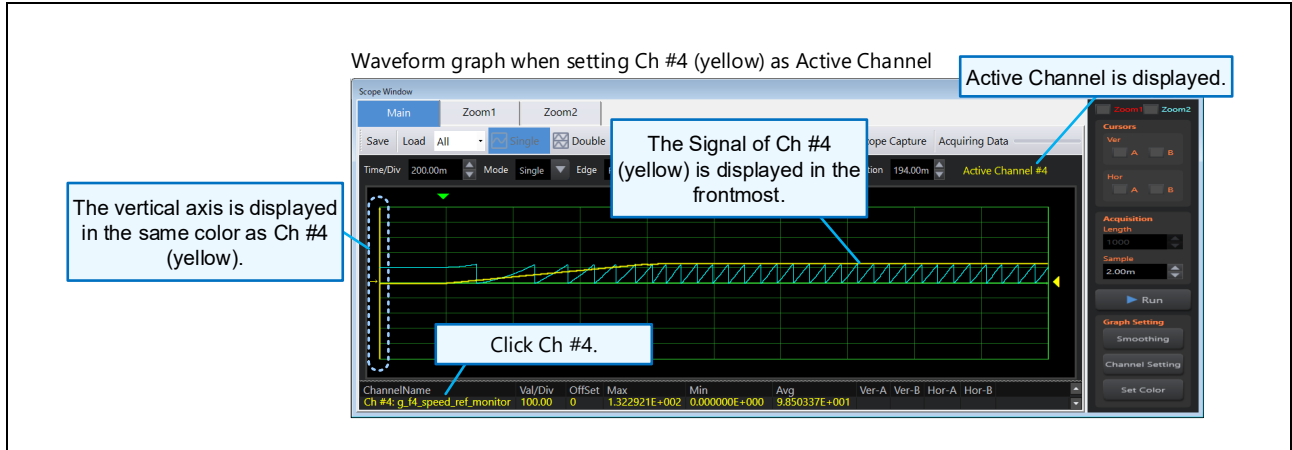 Waveform graph when setting Ch #4 (yellow) as Active Channel
Active Channel is displayed.
Scope Window
Main Zoom1 Zoom2
Zoom1 Zoom2
Save Load All Single Double
The Signal of Ch #4
(yellow) is displayed in the
frontmost.
ope Capture Acquiring Data
Time/Div 200.00m Mode Single Edge
tion 194.00m Active Channel #4
The vertical axis is displayed
in the same color as Ch #4
(yellow).
Click Ch #4.
ChannelName Val/Div OffSet Max Min Avg Ver-A Ver-B Hor-A Hor-B
Ch #4: g_f4_speed_ref_monitor 100.00 0 1.322921E+002 0.000000E+000 9.850337E+001
Cursors
Ver
A B
Hor
A B
Acquisition
Length
1000
Sample
2.00m
Run
Graph Setting
Smoothing
Channel Setting
Set Color